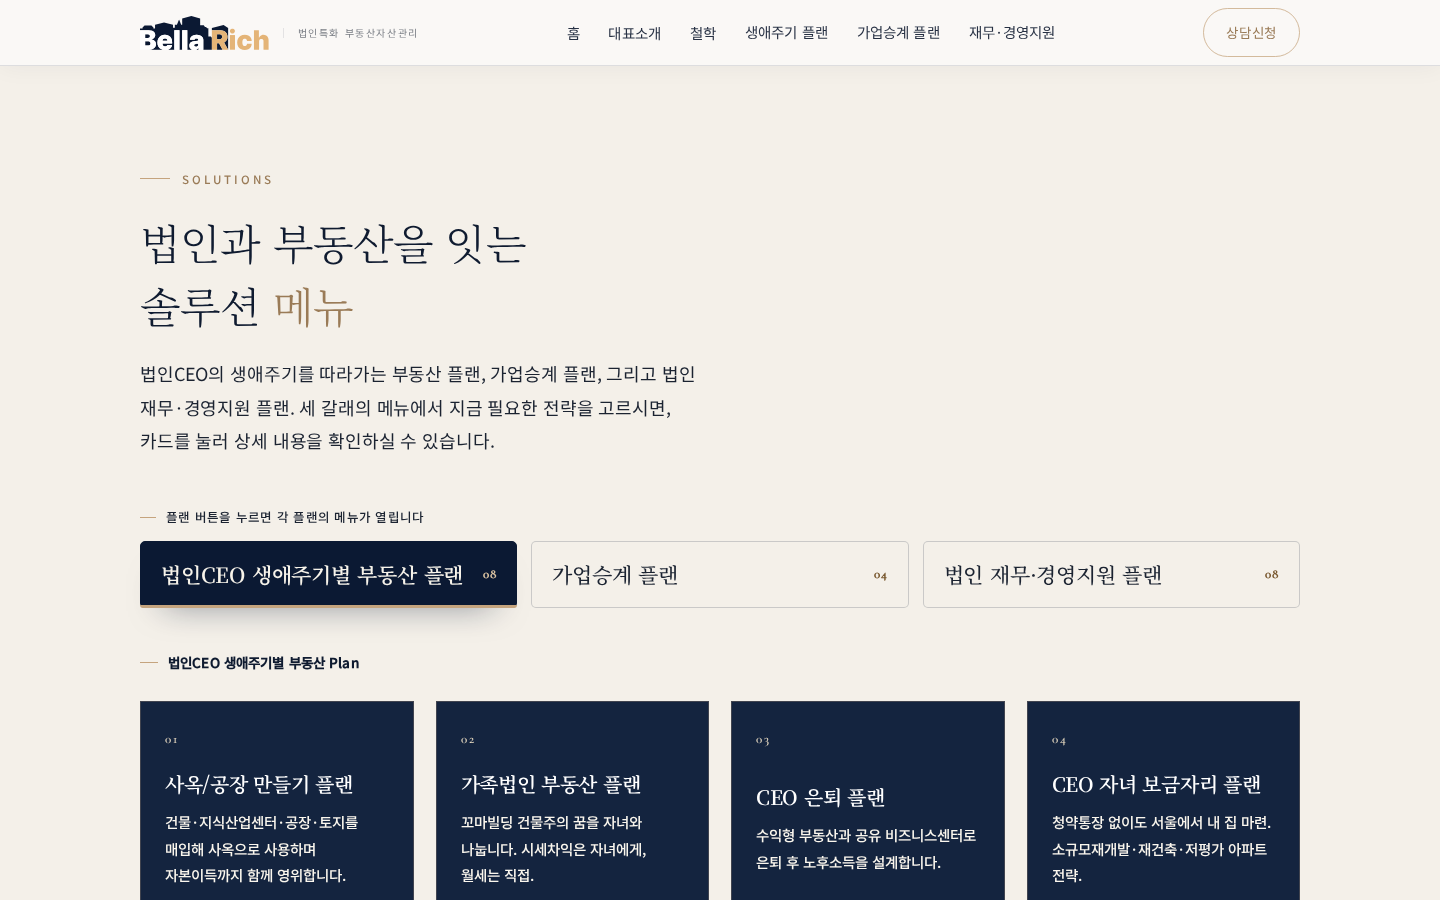 Bella Rich
법인특화 부동산자산관리
홈
대표소개
철학
생애주기 플랜
가업승계 플랜
재무·경영지원
상담신청
SOLUTIONS
법인과 부동산을 잇는
솔루션 메뉴
법인CEO의 생애주기를 따라가는 부동산 플랜, 가업승계 플랜, 그리고 법인
재무·경영지원 플랜. 세 갈래의 메뉴에서 지금 필요한 전략을 고르시면,
카드를 눌러 상세 내용을 확인하실 수 있습니다.
플랜 버튼을 누르면 각 플랜의 메뉴가 열립니다
법인CEO 생애주기별 부동산 플랜 08
가업승계 플랜 04
법인 재무·경영지원 플랜 08
법인CEO 생애주기별 부동산 Plan
01
사옥/공장 만들기 플랜
건물·지식산업센터·공장·토지를
매입해 사옥으로 사용하며
자본이득까지 함께 영위합니다.
02
가족법인 부동산 플랜
꼬마빌딩 건물주의 꿈을 자녀와
나눕니다. 시세차익은 자녀에게,
월세는 직접.
03
CEO 은퇴 플랜
수익형 부동산과 공유 비즈니스센터로
은퇴 후 노후소득을 설계합니다.
04
CEO 자녀 보금자리 플랜
청약통장 없이도 서울에서 내 집 마련.
소규모재개발·재건축·저평가 아파트
전략.